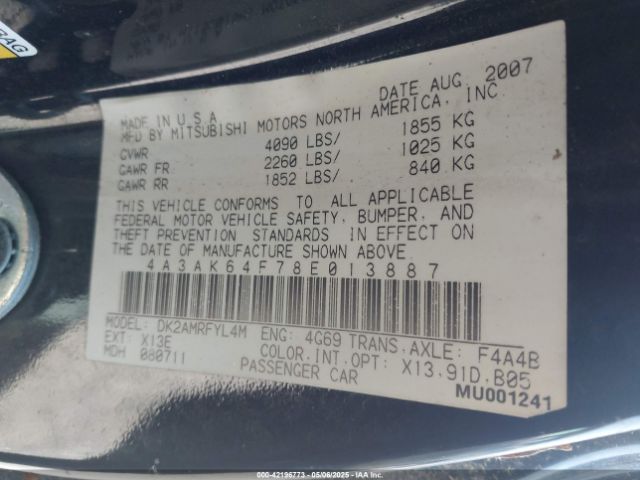 BAG
DATE AUG 2007
MADE IN U S A
MFD BY MITSUBISHI MOTORS NORTH AMERICA, INC
GVWR 4090 LBS/ 1855 KG
GAWR FR 2260 LBS/ 1025 KG
GAWR RR 1852 LBS/ 840 KG
THIS VEHICLE CONFORMS TO ALL APPLICABLE
FEDERAL MOTOR VEHICLE SAFETY, BUMPER, AND
THEFT PREVENTION STANDARDS IN EFFECT ON
THE DATE OF MANUFACTURE SHOWN ABOVE
4A3AK64F78E013887
MODEL: DK2AMRFYL4M ENG: 4G69 TRANS.AXLE: F4A4B
EXT: X13E COLOR.INT.OPT: X13.91D.B05
MDH 080711 PASSENGER CAR
MU001241
000-42196773 - 05/06/2025 - IAA Inc.